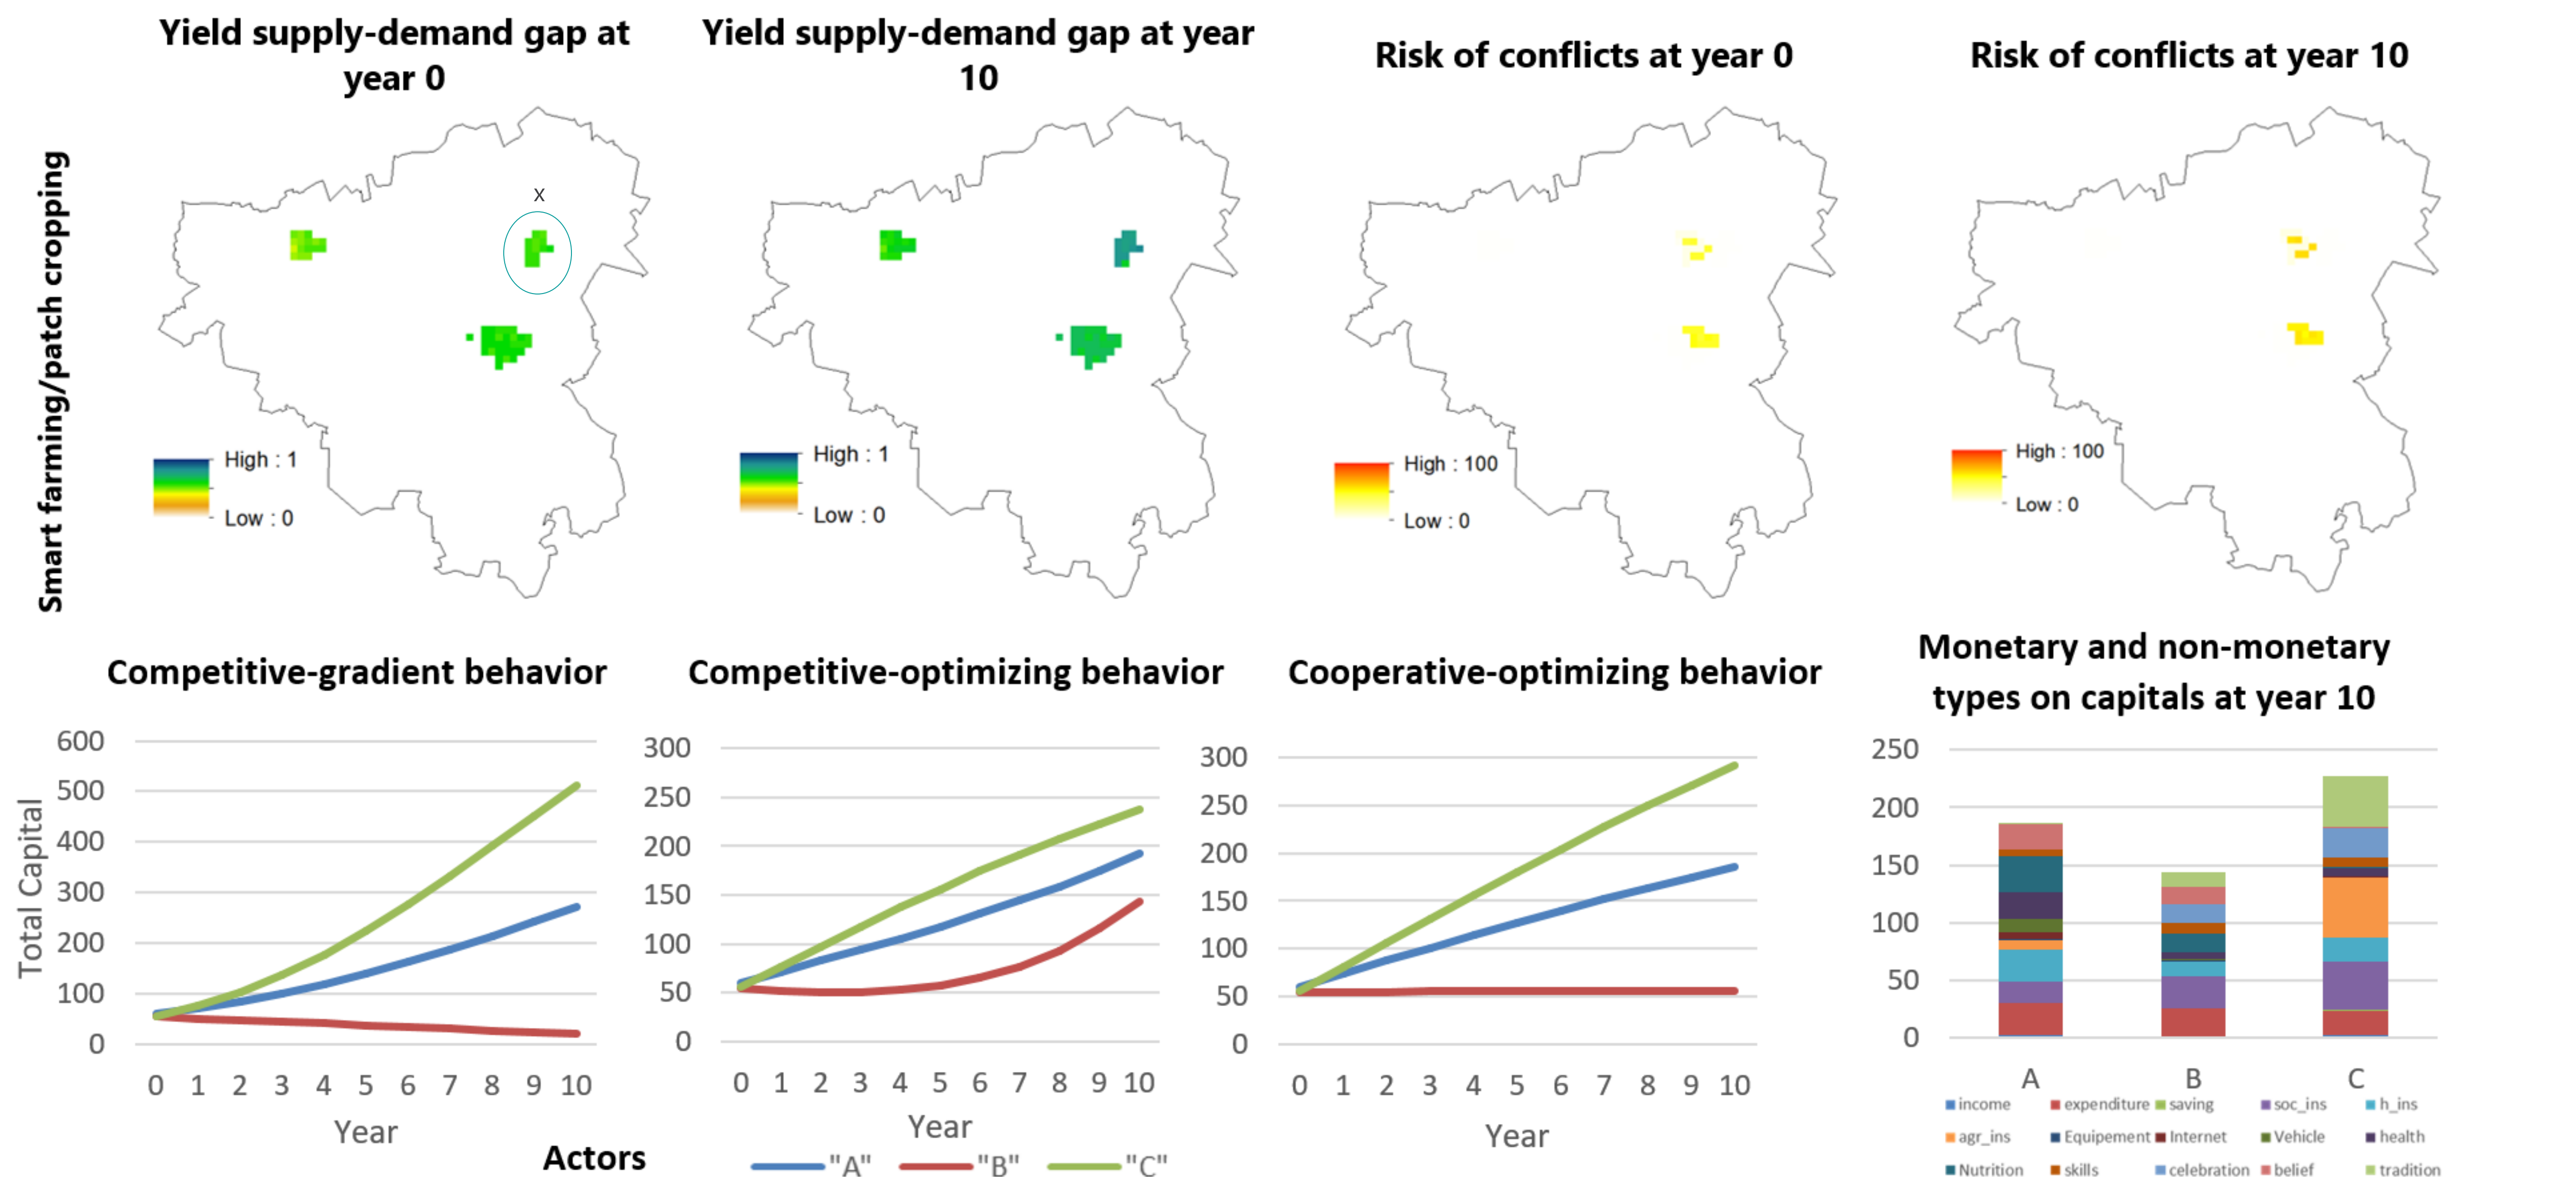 Yield supply-demand gap at
year 0
Yield supply-demand gap at year
10
Risk of conflicts at year 0
Risk of conflicts at year 10
Smart farming/patch cropping
X
High : 1
Low : 0
High : 1
Low : 0
High : 100
Low : 0
High : 100
Low : 0
Competitive-gradient behavior
Competitive-optimizing behavior
Cooperative-optimizing behavior
Monetary and non-monetary
types on capitals at year 10
Total Capital
600
500
400
300
200
100
0
0 1 2 3 4 5 6 7 8 9 10
Year
300
250
200
150
100
50
0
0 1 2 3 4 5 6 7 8 9 10
Year
300
250
200
150
100
50
0
0 1 2 3 4 5 6 7 8 9 10
Year
250
200
150
100
50
0
A B C
income expenditure saving soc_ins h_ins
agr_ins Equipement Internet Vehicle health
Nutrition skills celebration belief tradition
Actors "A" "B" "C"